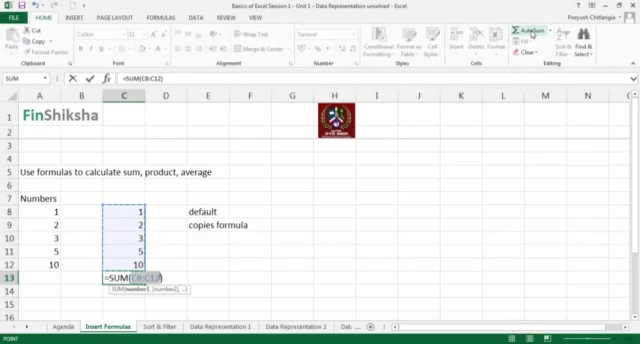 Basics of Excel Session 1 - Unit 1 - Data Representation unsolved - Excel
FILE HOME INSERT PAGE LAYOUT FORMULAS DATA REVIEW VIEW
Peeyush Chitlangia
Cut
Copy
Format Painter
Paste
Clipboard
Calibri
Font
Wrap Text
Merge & Center
Alignment
General
Number
Conditional Formatting
Format as Table
Cell Styles
Styles
Insert Delete Format
Cells
AutoSum
Fill
Clear
Sort & Filter
Find & Select
Editing
SUM
=SUM(C8:C12)
A B C D E F G H I J K L M N
1 FinShiksha
2
3
4
5 Use formulas to calculate sum, product, average
6
7 Numbers
8 1 1 default
9 2 2 copies formula
10 3 3
11 5 5
12 10 10
13 =SUM(C8:C12)
14 SUM(number1, [number2], ...)
15
16
Agenda Insert Formulas Sort & Filter Data Representation 1 Data Representation 2
POINT